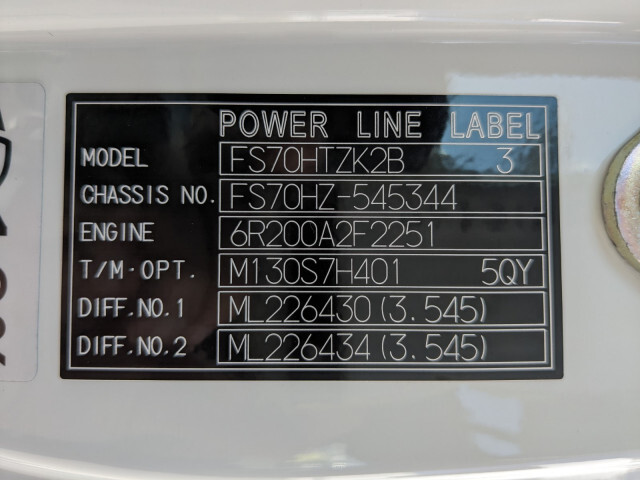 POWER LINE LABEL
MODEL FS70HTZK2B 3
CHASSIS NO. FS70HZ-545344
ENGINE 6R200A2F2251
T/M·OPT. M130S7H401 5QY
DIFF.NO.1 ML226430 (3.545)
DIFF.NO.2 ML226434 (3.545)